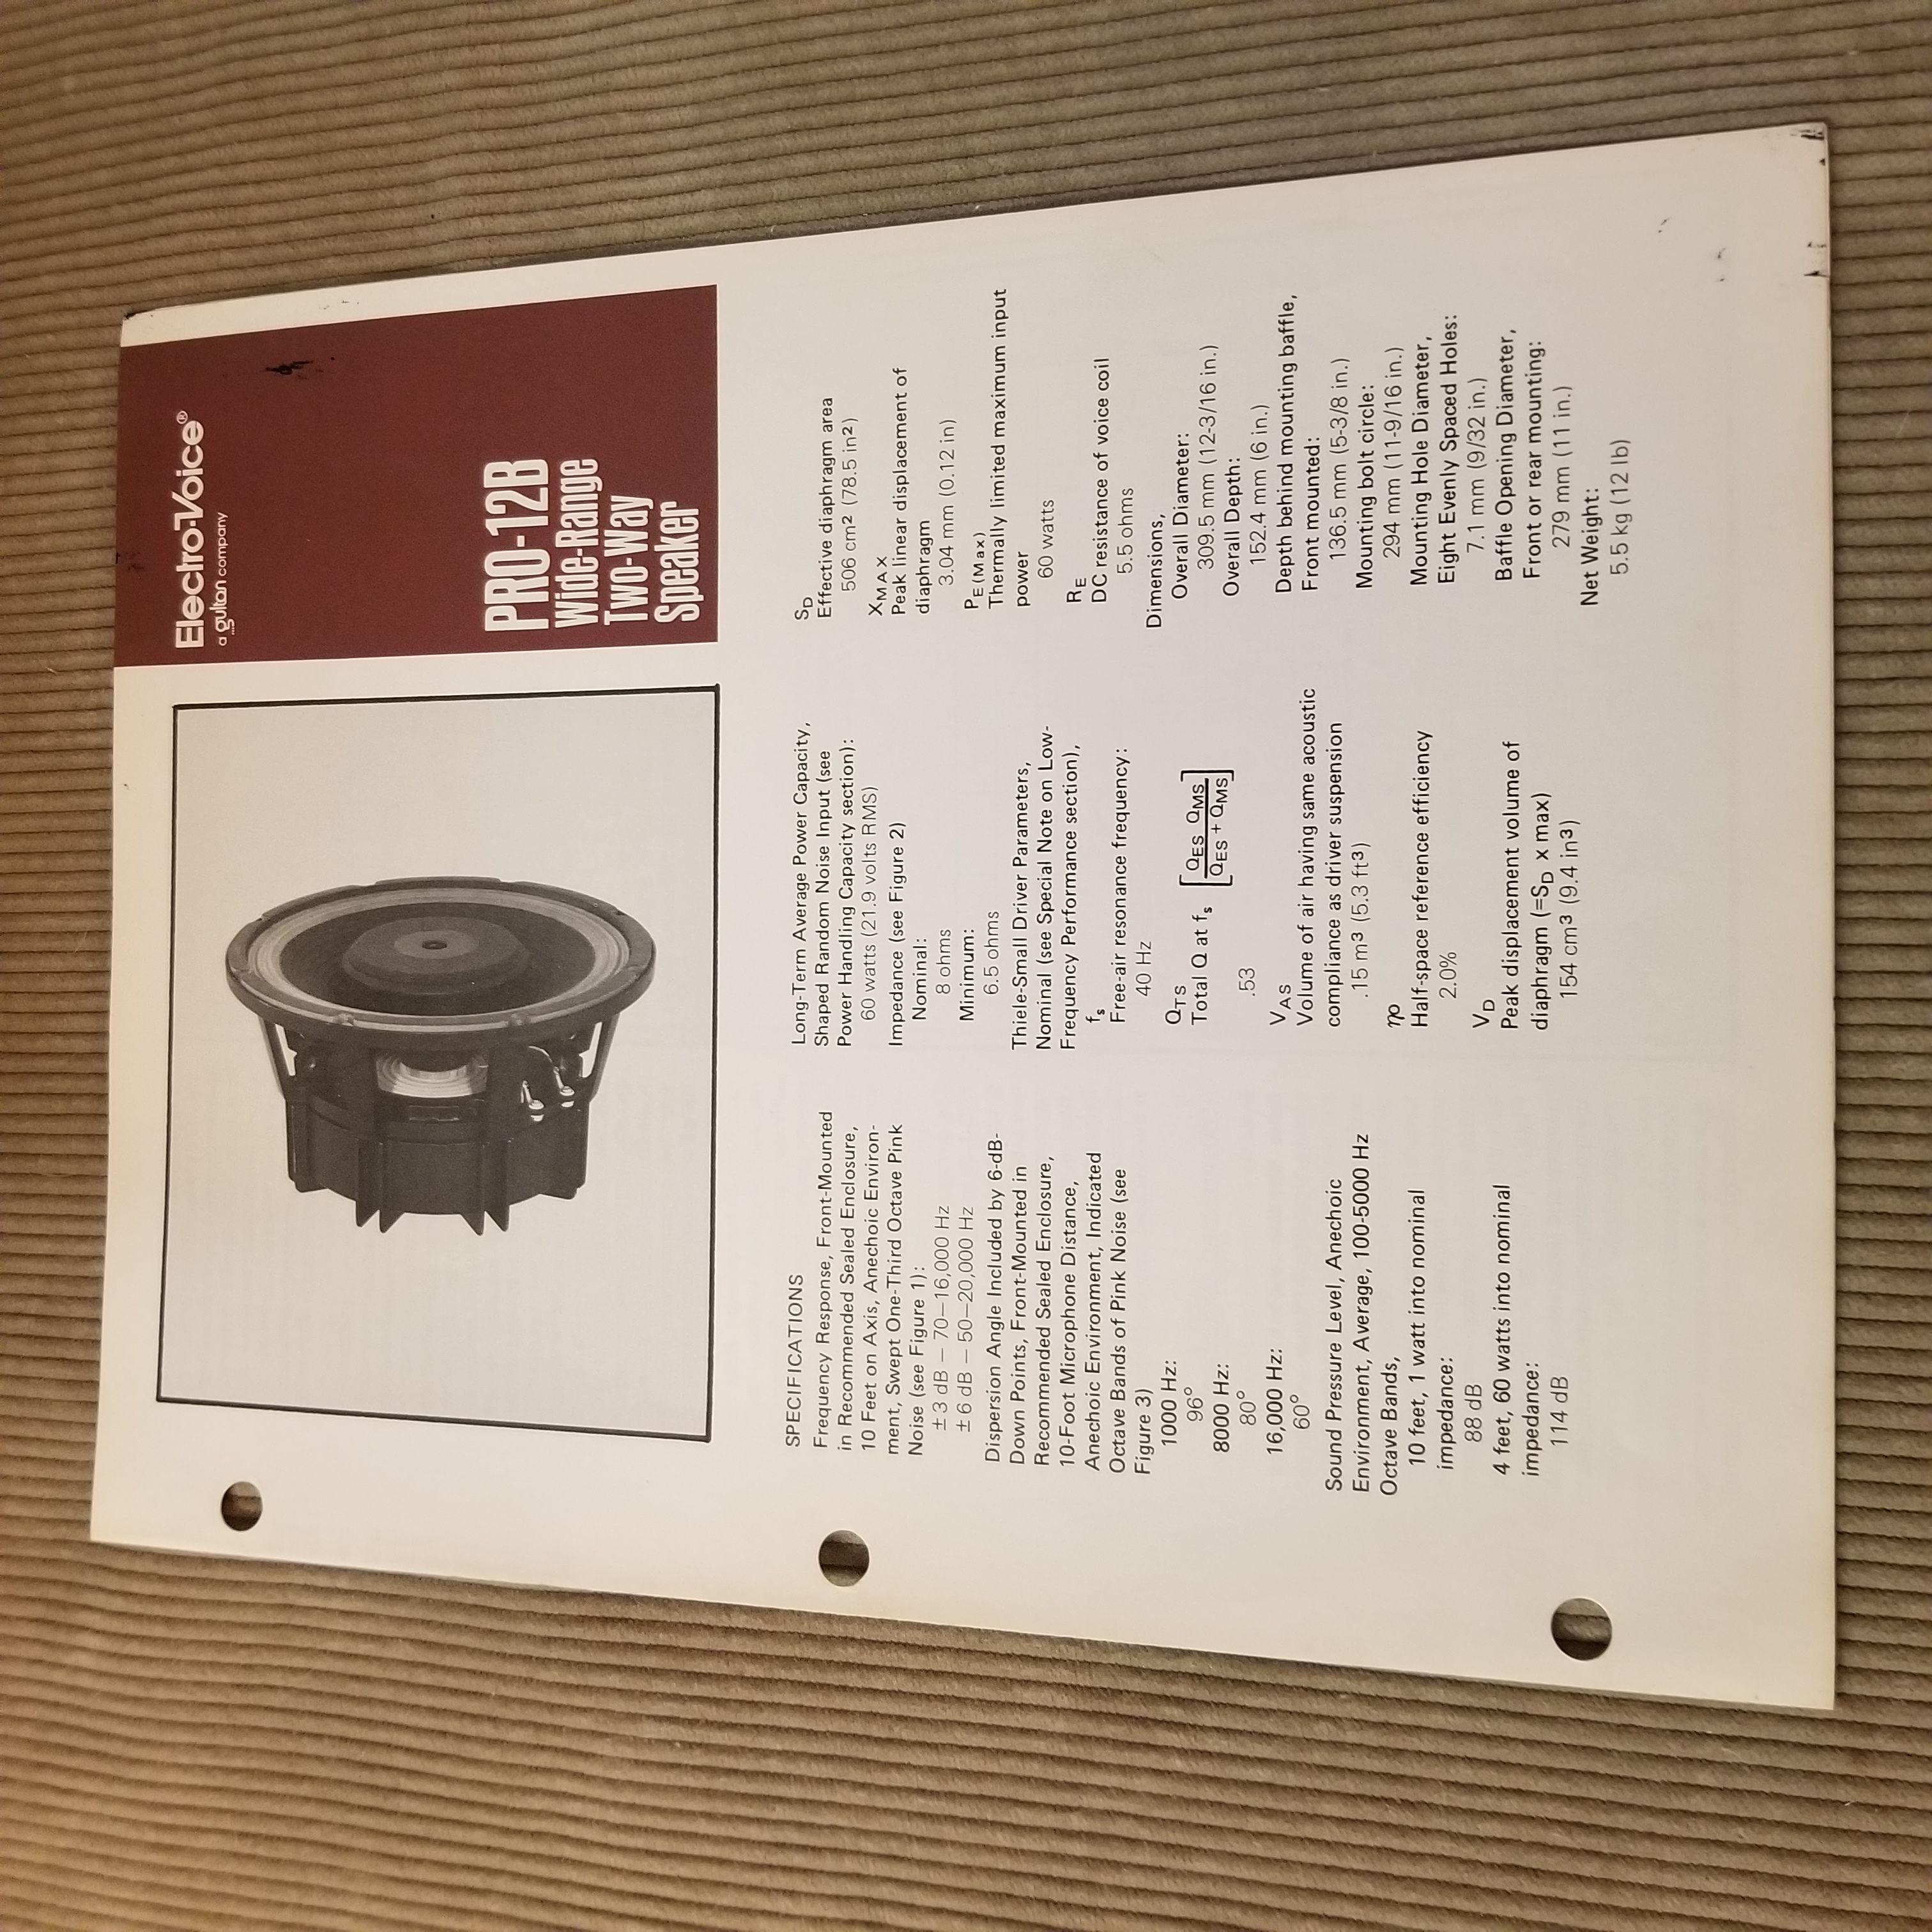 Electro-Voice®
a gulton company
PRO-12B
Wide-Range
Two-Way
Speaker
SPECIFICATIONS
Frequency Response, Front-Mounted
in Recommended Sealed Enclosure,
10 Feet on Axis, Anechoic Environ-
ment, Swept One-Third Octave Pink
Noise (see Figure 1):
±3 dB — 70—16,000 Hz
±6 dB — 50—20,000 Hz
Dispersion Angle Included by 6-dB-
Down Points, Front-Mounted in
Recommended Sealed Enclosure,
10-Foot Microphone Distance,
Anechoic Environment, Indicated
Octave Bands of Pink Noise (see
Figure 3)
1000 Hz:
96°
8000 Hz:
80°
16,000 Hz:
60°
Sound Pressure Level, Anechoic
Environment, Average, 100-5000 Hz
Octave Bands,
10 feet, 1 watt into nominal
impedance:
88 dB
4 feet, 60 watts into nominal
impedance:
114 dB
Long-Term Average Power Capacity,
Shaped Random Noise Input (see
Power Handling Capacity section):
60 watts (21.9 volts RMS)
Impedance (see Figure 2)
Nominal:
8 ohms
Minimum:
6.5 ohms
Thiele-Small Driver Parameters,
Nominal (see Special Note on Low-
Frequency Performance section),
fs
Free-air resonance frequency:
40 Hz
QTS
Total Q at fs [QES QMS / QES + QMS]
.53
VAS
Volume of air having same acoustic
compliance as driver suspension
.15 m³ (5.3 ft³)
ηo
Half-space reference efficiency
2.0%
VD
Peak displacement volume of
diaphragm (=SD x max)
154 cm³ (9.4 in³)
SD
Effective diaphragm area
506 cm² (78.5 in²)
XMAX
Peak linear displacement of
diaphragm
3.04 mm (0.12 in)
PE(Max)
Thermally limited maximum input
power
60 watts
RE
DC resistance of voice coil
5.5 ohms
Dimensions,
Overall Diameter:
309.5 mm (12-3/16 in.)
Overall Depth:
152.4 mm (6 in.)
Depth behind mounting baffle,
Front mounted:
136.5 mm (5-3/8 in.)
Mounting bolt circle:
294 mm (11-9/16 in.)
Mounting Hole Diameter,
Eight Evenly Spaced Holes:
7.1 mm (9/32 in.)
Baffle Opening Diameter,
Front or rear mounting:
279 mm (11 in.)
Net Weight:
5.5 kg (12 lb)